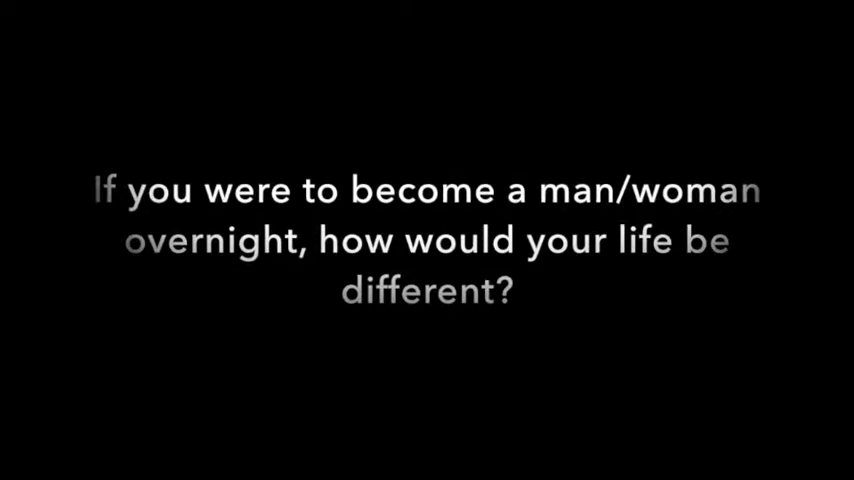 If you were to become a man/woman
overnight, how would your life be
different?